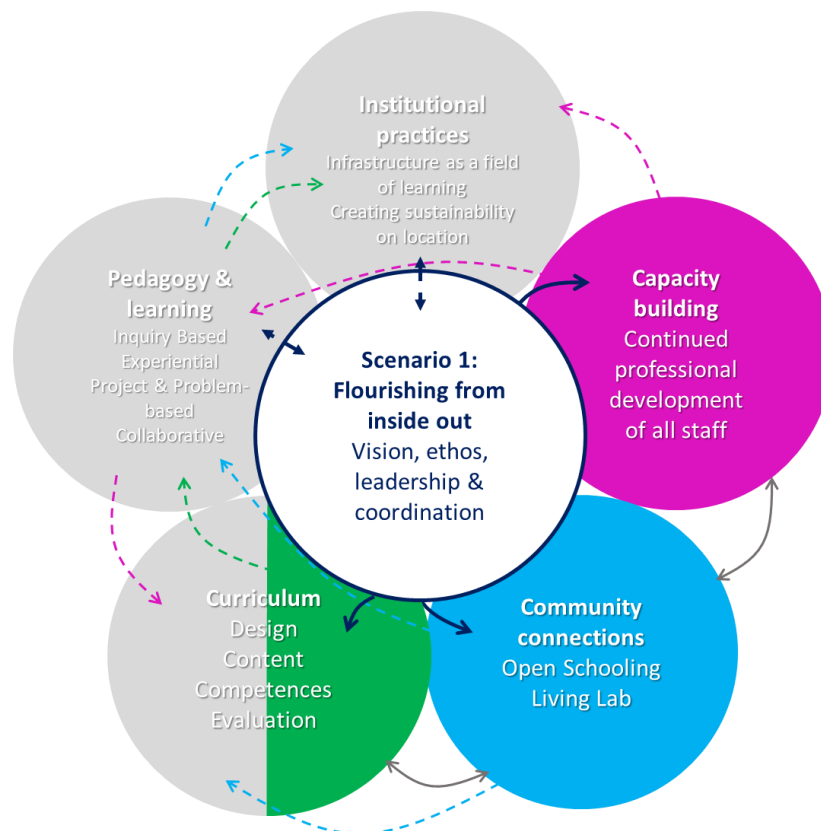 Institutional
practices
Infrastructure as a field
of learning
Creating sustainability
on location
Pedagogy &
learning
Inquiry Based
Experiential
Project & Problem-
based
Collaborative
Capacity
building
Continued
professional
development
of all staff
Scenario 1:
Flourishing from
inside out
Vision, ethos,
leadership &
coordination
Curriculum
Design
Content
Competences
Evaluation
Community
connections
Open Schooling
Living Lab